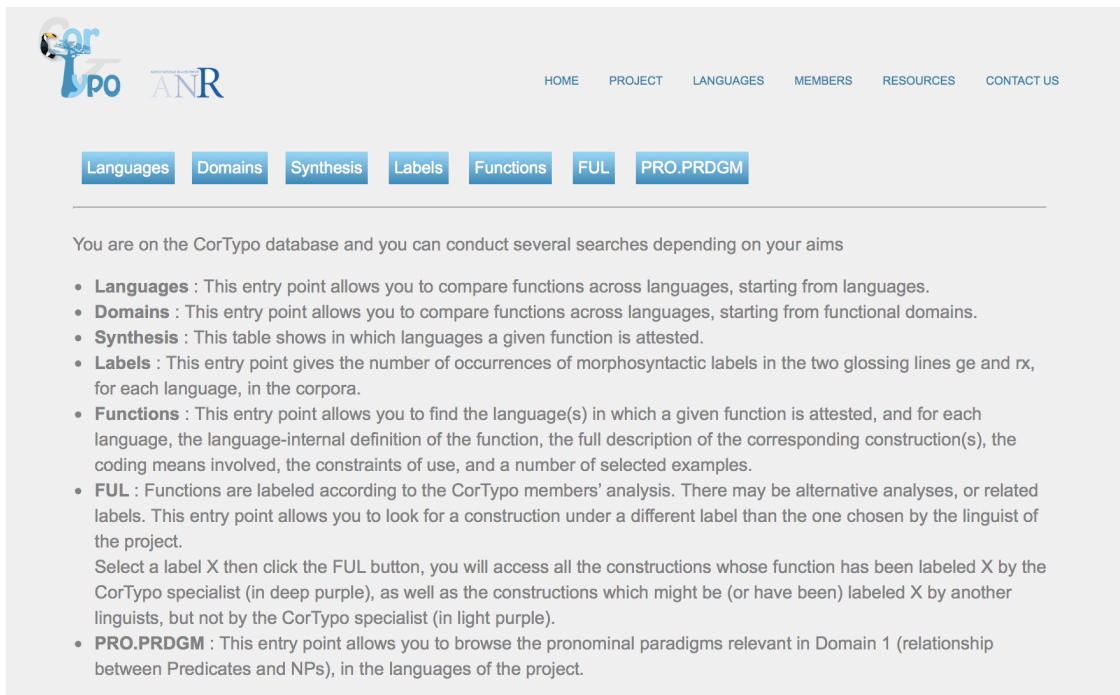 Cor
Typo
ANR
HOME PROJECT LANGUAGES MEMBERS RESOURCES CONTACT US
Languages Domains Synthesis Labels Functions FUL PRO.PRDGM
You are on the CorTypo database and you can conduct several searches depending on your aims
• Languages : This entry point allows you to compare functions across languages, starting from languages.
• Domains : This entry point allows you to compare functions across languages, starting from functional domains.
• Synthesis : This table shows in which languages a given function is attested.
• Labels : This entry point gives the number of occurrences of morphosyntactic labels in the two glossing lines ge and rx,
for each language, in the corpora.
• Functions : This entry point allows you to find the language(s) in which a given function is attested, and for each
language, the language-internal definition of the function, the full description of the corresponding construction(s), the
coding means involved, the constraints of use, and a number of selected examples.
• FUL : Functions are labeled according to the CorTypo members’ analysis. There may be alternative analyses, or related
labels. This entry point allows you to look for a construction under a different label than the one chosen by the linguist of
the project.
Select a label X then click the FUL button, you will access all the constructions whose function has been labeled X by the
CorTypo specialist (in deep purple), as well as the constructions which might be (or have been) labeled X by another
linguists, but not by the CorTypo specialist (in light purple).
• PRO.PRDGM : This entry point allows you to browse the pronominal paradigms relevant in Domain 1 (relationship
between Predicates and NPs), in the languages of the project.